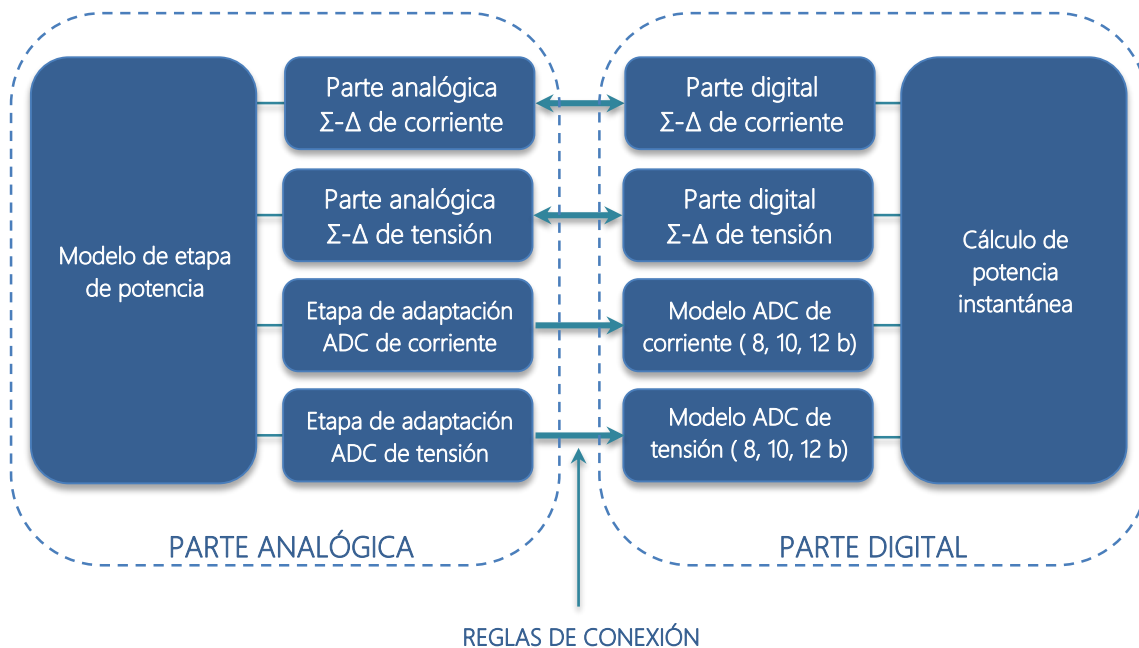 Modelo de etapa
de potencia
Parte analógica
Σ-Δ de corriente
Parte analógica
Σ-Δ de tensión
Etapa de adaptación
ADC de corriente
Etapa de adaptación
ADC de tensión
PARTE ANALÓGICA
Parte digital
Σ-Δ de corriente
Parte digital
Σ-Δ de tensión
Modelo ADC de
corriente ( 8, 10, 12 b)
Modelo ADC de
tensión ( 8, 10, 12 b)
Cálculo de
potencia
instantánea
PARTE DIGITAL
REGLAS DE CONEXIÓN